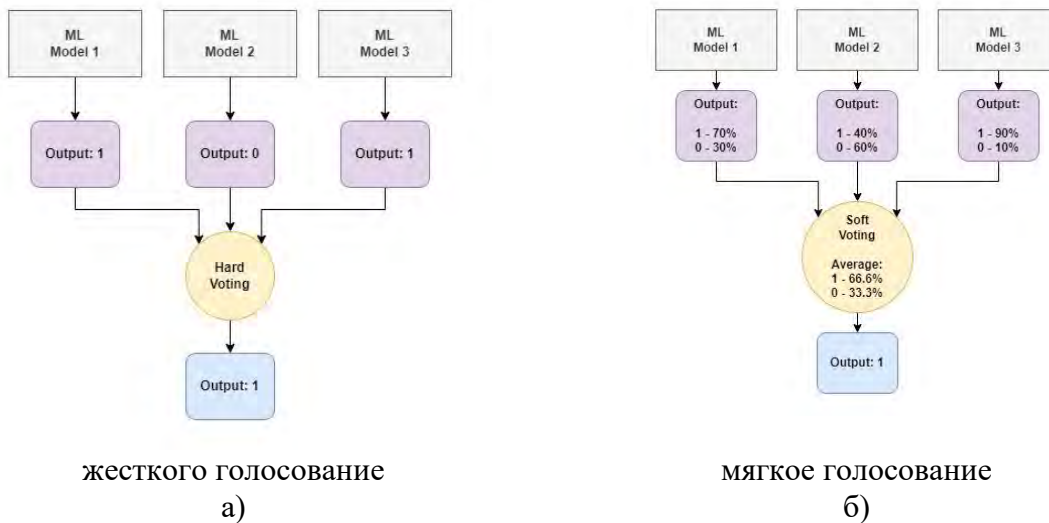 ML
Model 1
ML
Model 2
ML
Model 3
Output: 1
Output: 0
Output: 1
Hard
Voting
Output: 1
жесткого голосование
а)
ML
Model 1
ML
Model 2
ML
Model 3
Output:
1 - 70%
0 - 30%
Output:
1 - 40%
0 - 60%
Output:
1 - 90%
0 - 10%
Soft
Voting
Average:
1 - 66.6%
0 - 33.3%
Output: 1
мягкое голосование
б)